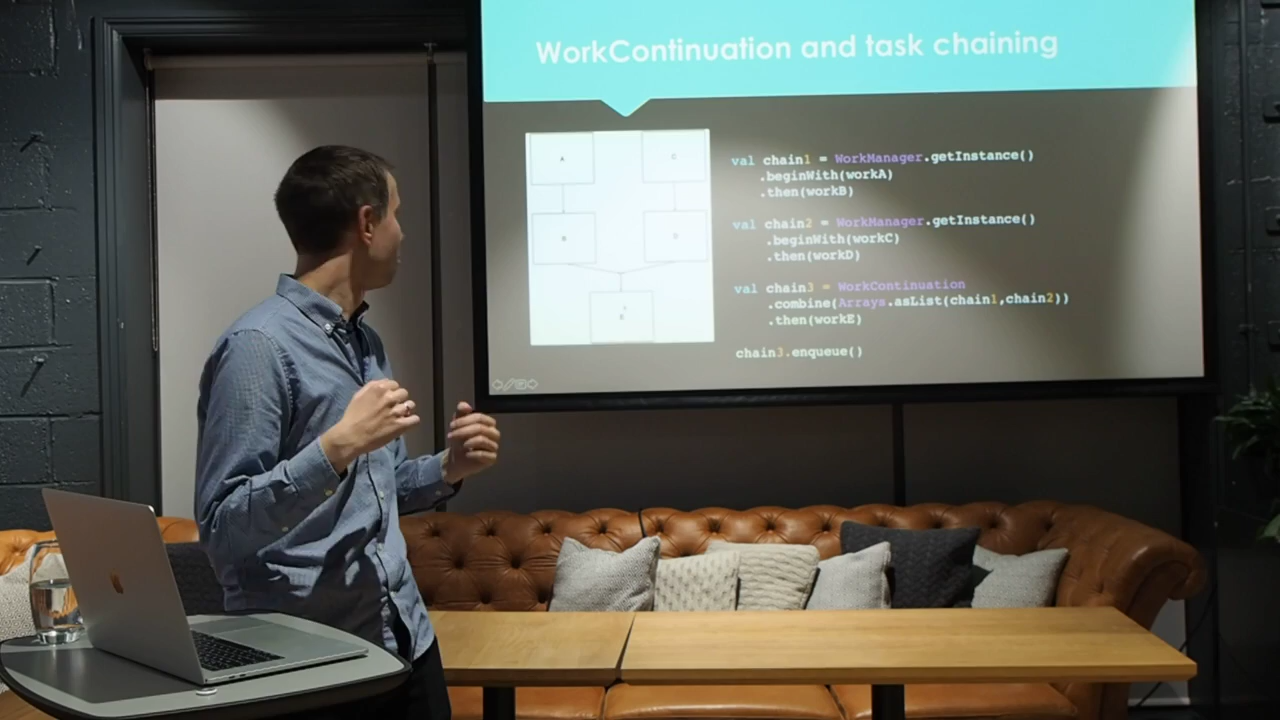 WorkContinuation and task chaining
A
C
B
D
E
val chain1 = WorkManager.getInstance()
.beginWith(workA)
.then(workB)
val chain2 = WorkManager.getInstance()
.beginWith(workC)
.then(workD)
val chain3 = WorkContinuation
.combine(Arrays.asList(chain1,chain2))
.then(workE)
chain3.enqueue()